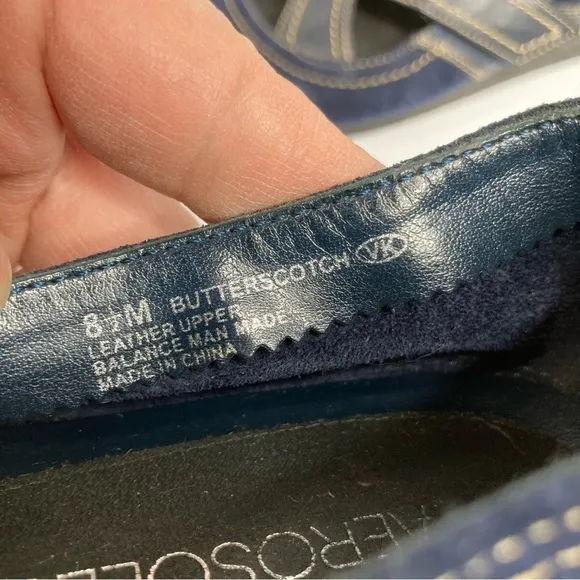 8½M BUTTERSCOTCH VK
LEATHER UPPER
BALANCE MAN MADE
MADE IN CHINA
AEROSOLE